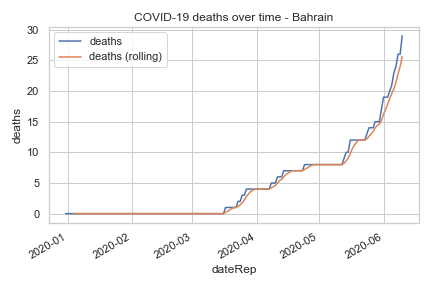 COVID-19 deaths over time - Bahrain
deaths
deaths (rolling)
deaths
30
25
20
15
10
5
0
2020-01
2020-02
2020-03
2020-04
2020-05
2020-06
dateRep